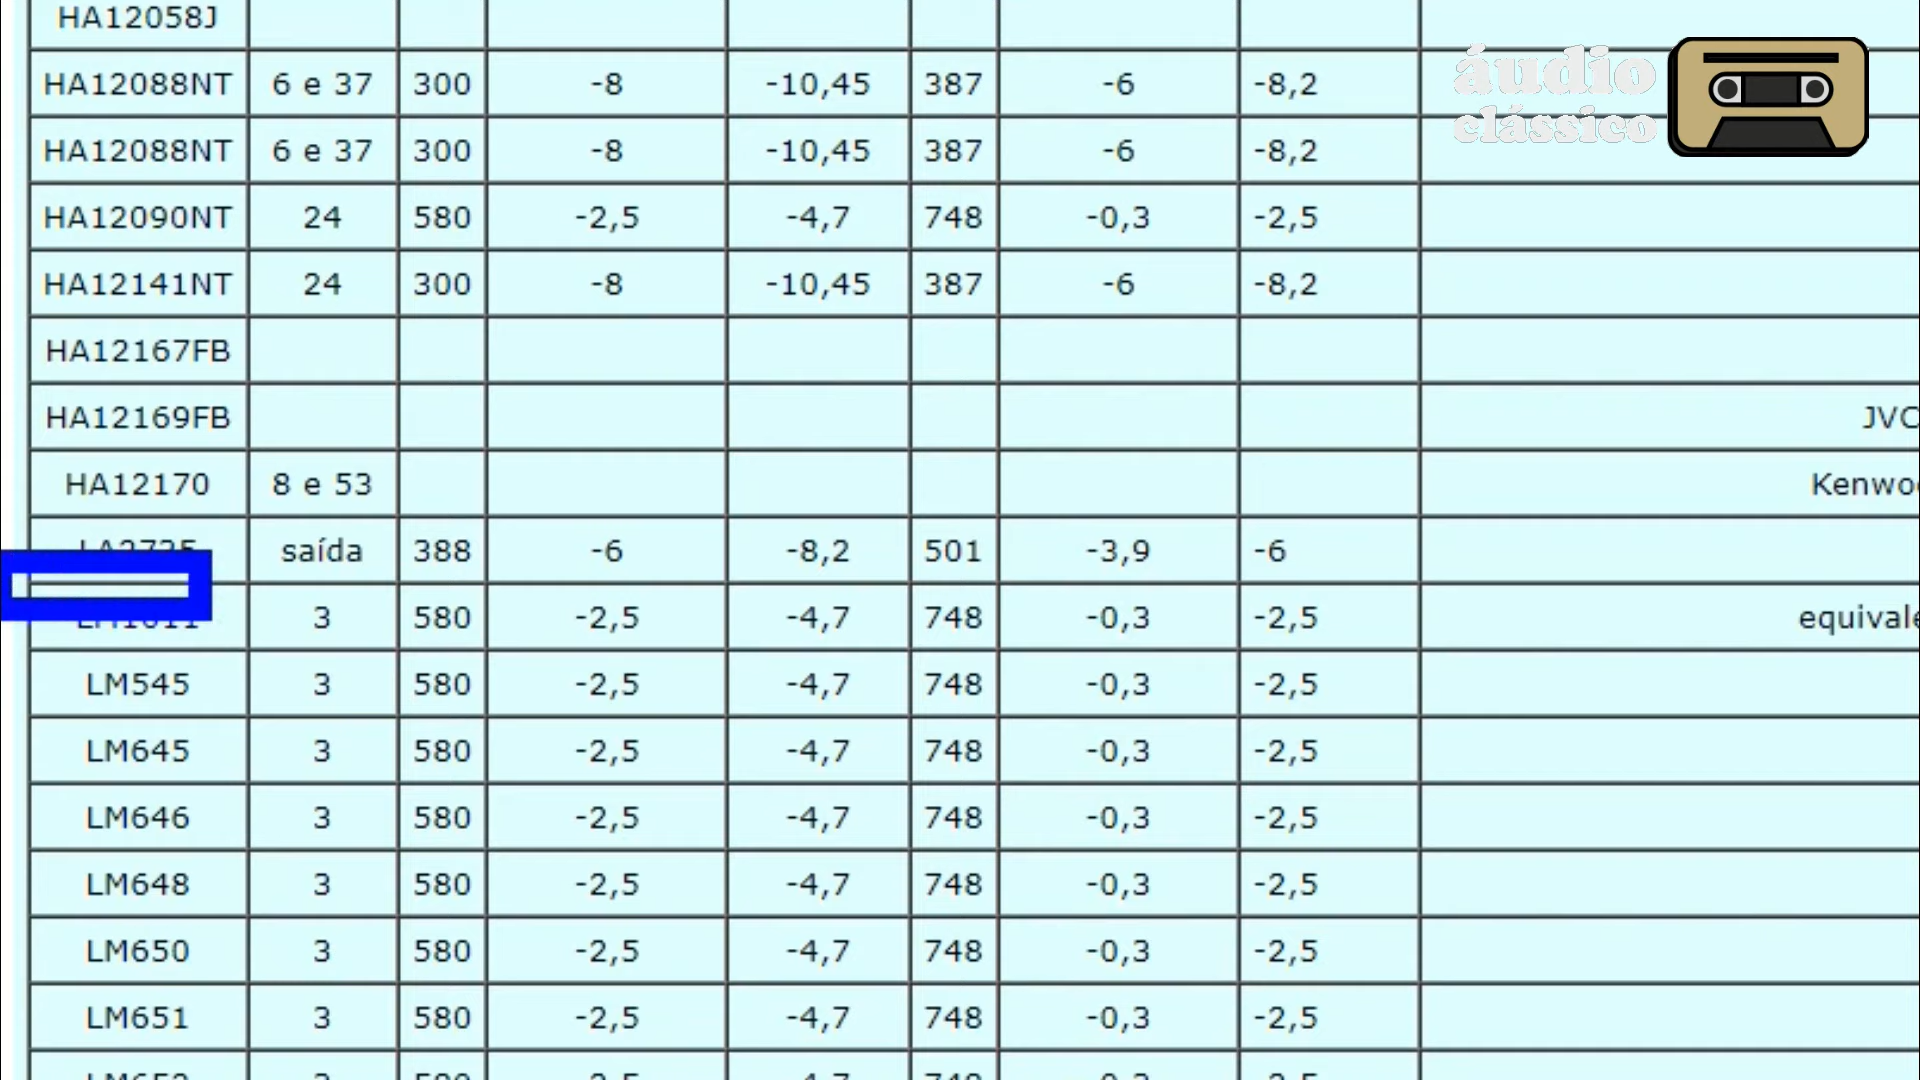 HA12058J
áudio
clássico
HA12088NT 6 e 37 300 -8 -10,45 387 -6 -8,2
HA12088NT 6 e 37 300 -8 -10,45 387 -6 -8,2
HA12090NT 24 580 -2,5 -4,7 748 -0,3 -2,5
HA12141NT 24 300 -8 -10,45 387 -6 -8,2
HA12167FB
HA12169FB JVC
HA12170 8 e 53 Kenwoo
LA2735 saída 388 -6 -8,2 501 -3,9 -6
LM1011 3 580 -2,5 -4,7 748 -0,3 -2,5 equivale
LM545 3 580 -2,5 -4,7 748 -0,3 -2,5
LM645 3 580 -2,5 -4,7 748 -0,3 -2,5
LM646 3 580 -2,5 -4,7 748 -0,3 -2,5
LM648 3 580 -2,5 -4,7 748 -0,3 -2,5
LM650 3 580 -2,5 -4,7 748 -0,3 -2,5
LM651 3 580 -2,5 -4,7 748 -0,3 -2,5